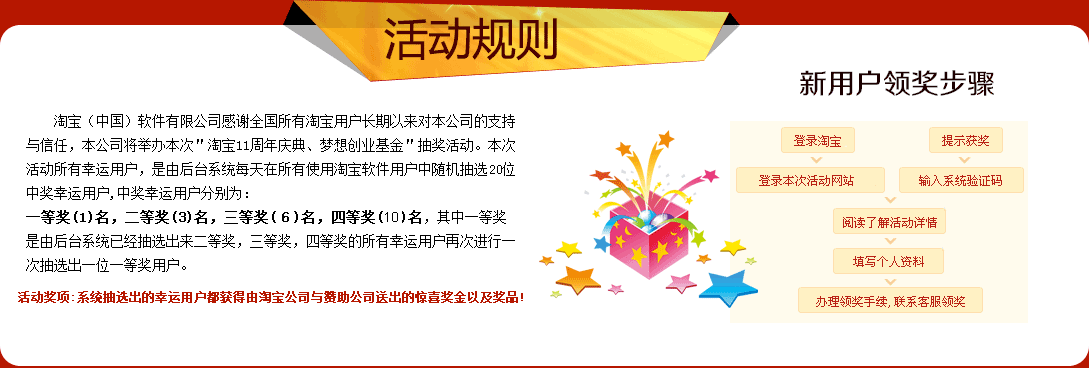 活动规则
淘宝（中国）软件有限公司感谢全国所有淘宝用户长期以来对本公司的支持
与信任，本公司将举办本次＂淘宝11周年庆典、梦想创业基金＂抽奖活动。本次
活动所有幸运用户，是由后台系统每天在所有使用淘宝软件用户中随机抽选20位
中奖幸运用户,中奖幸运用户分别为：
一等奖(1)名，二等奖(3)名，三等奖( 6 )名，四等奖(10)名，其中一等奖
是由后台系统已经抽选出来二等奖，三等奖，四等奖的所有幸运用户再次进行一
次抽选出一位一等奖用户。
活动奖项:系统抽选出的幸运用户都获得由淘宝公司与赞助公司送出的惊喜奖金以及奖品!
新用户领奖步骤
登录淘宝
提示获奖
登录本次活动网站
输入系统验证码
阅读了解活动详情
填写个人资料
办理领奖手续,联系客服领奖